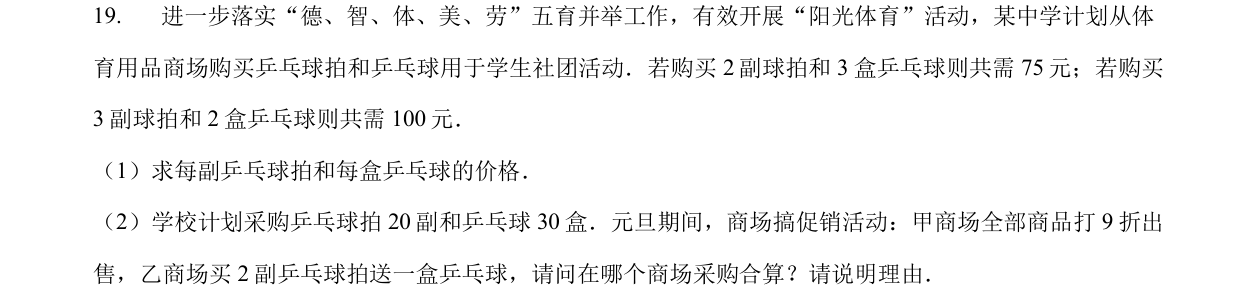 19. 进一步落实“德、智、体、美、劳”五育并举工作，有效开展“阳光体育”活动，某中学计划从体
育用品商场购买乒乓球拍和乒乓球用于学生社团活动．若购买 2 副球拍和 3 盒乒乓球则共需 75 元；若购买
3 副球拍和 2 盒乒乓球则共需 100 元．
（1）求每副乒乓球拍和每盒乒乓球的价格．
（2）学校计划采购乒乓球拍 20 副和乒乓球 30 盒．元旦期间，商场搞促销活动：甲商场全部商品打 9 折出
售，乙商场买 2 副乒乓球拍送一盒乒乓球，请问在哪个商场采购合算？请说明理由．